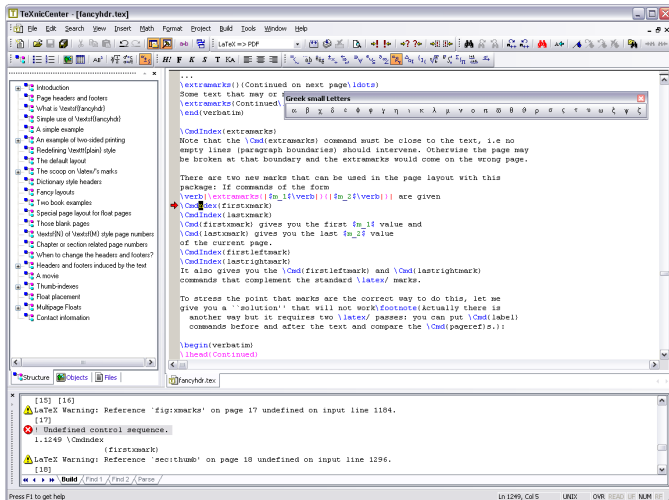 TeXnicCenter - [fancyhdr.tex]
File Edit Search View Insert Math Format Project Build Tools Window Help
LaTeX => PDF
H! F K S T KA
Greek small Letters
α β χ δ ε ϕ φ γ η ι κ λ μ ν ο π ϖ θ ϑ ρ σ ς τ υ ω ξ ψ ζ
Introduction
Page headers and footers
What is \textsf{fancyhdr}
Simple use of \textsf{fancyhdr}
A simple example
An example of two-sided printing
Redefining \texttt{plain} style
The default layout
The scoop on \latex/'s marks
Dictionary style headers
Fancy layouts
Two book examples
Special page layout for float pages
Those blank pages
\textsf{N} of \textsf{M} style page numbers
Chapter or section related page numbers
When to change the headers and footers?
Headers and footers induced by the text
A movie
Thumb-indexes
Float placement
Multipage Floats
Contact information
Structure Objects Files
...
\extramarks{}{Continued on next page\ldots}
Some text that may or
\extramarks{Continued\
\end{verbatim}
\CmdIndex{extramarks}
Note that the \Cmd{extramarks} command must be close to the text, i.e no
empty lines (paragraph boundaries) should intervene. Otherwise the page may
be broken at that boundary and the extramarks would come on the wrong page.
There are two new marks that can be used in the page layout with this
package: If commands of the form
\verb|\extramarks{|$m_1$\verb|}{|$m_2$\verb|}| are given
\CmdIndex{firstxmark}
\CmdIndex{lastxmark}
\Cmd{firstxmark} gives you the first $m_1$ value and
\Cmd{lastxmark} gives you the last $m_2$ value
of the current page.
\CmdIndex{firstleftmark}
\CmdIndex{lastrightmark}
It also gives you the \Cmd{firstleftmark} and \Cmd{lastrightmark}
commands that complement the standard \latex/ marks.
To stress the point that marks are the correct way to do this, let me
give you a ``solution'' that will not work\footnote{Actually there is
another way but it requires two \latex/ passes: you can put \Cmd{label}
commands before and after the text and compare the \Cmd{pageref}s.}:
\begin{verbatim}
\lhead{Continued}
fancyhdr.tex
[15] [16]
LaTeX Warning: Reference `fig:xmarks' on page 17 undefined on input line 1184.
[17]
! Undefined control sequence.
l.1249 \Cmdndex
{firstxmark}
LaTeX Warning: Reference `sec:thumb' on page 18 undefined on input line 1296.
[18]
Build Find 1 Find 2 Parse
Press F1 to get help
Ln 1249, Col 5 UNIX OVR READ LF NUM RF